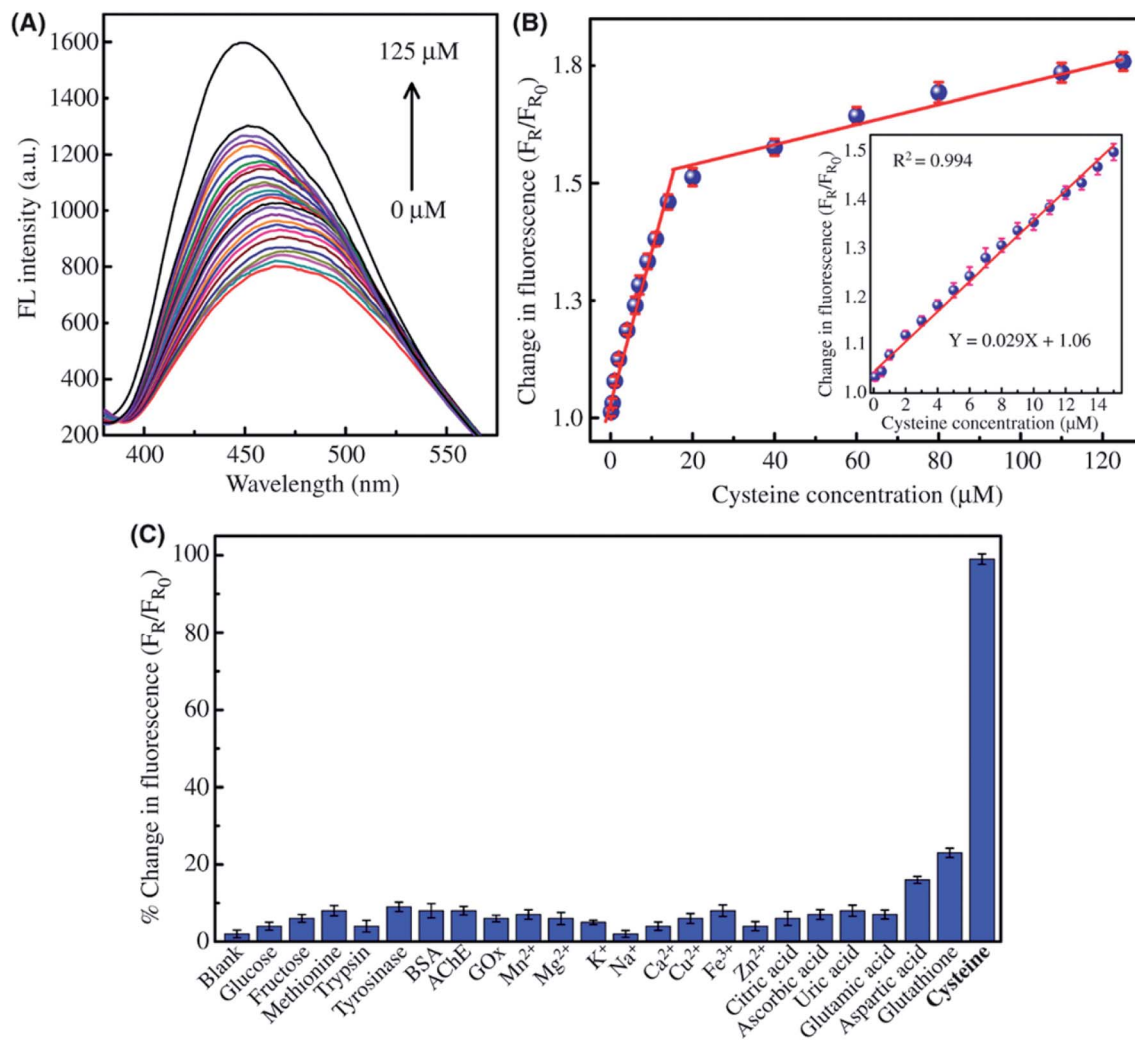 (A)
1600
1400
1200
1000
800
600
400
200
FL intensity (a.u.)
125 μM
0 μM
400
450
500
550
Wavelength (nm)
(B)
1.8
1.5
1.3
1.0
Change in fluorescence (F_R/F_R0)
0
20
40
60
80
100
120
Cysteine concentration (μM)
1.5
1.4
1.3
1.2
1.1
1.0
Change in fluorescence (F_R/F_R0)
R² = 0.994
Y = 0.029X + 1.06
0
2
4
6
8
10
12
14
Cysteine concentration (μM)
(C)
100
80
60
40
20
0
% Change in fluorescence (F_R/F_R0)
Blank
Glucose
Fructose
Methionine
Trypsin
Tyrosinase
BSA
AChE
GOx
Mn²⁺
Mg²⁺
K⁺
Na⁺
Ca²⁺
Cu²⁺
Fe³⁺
Zn²⁺
Citric acid
Ascorbic acid
Uric acid
Glutamic acid
Aspartic acid
Glutathione
Cysteine